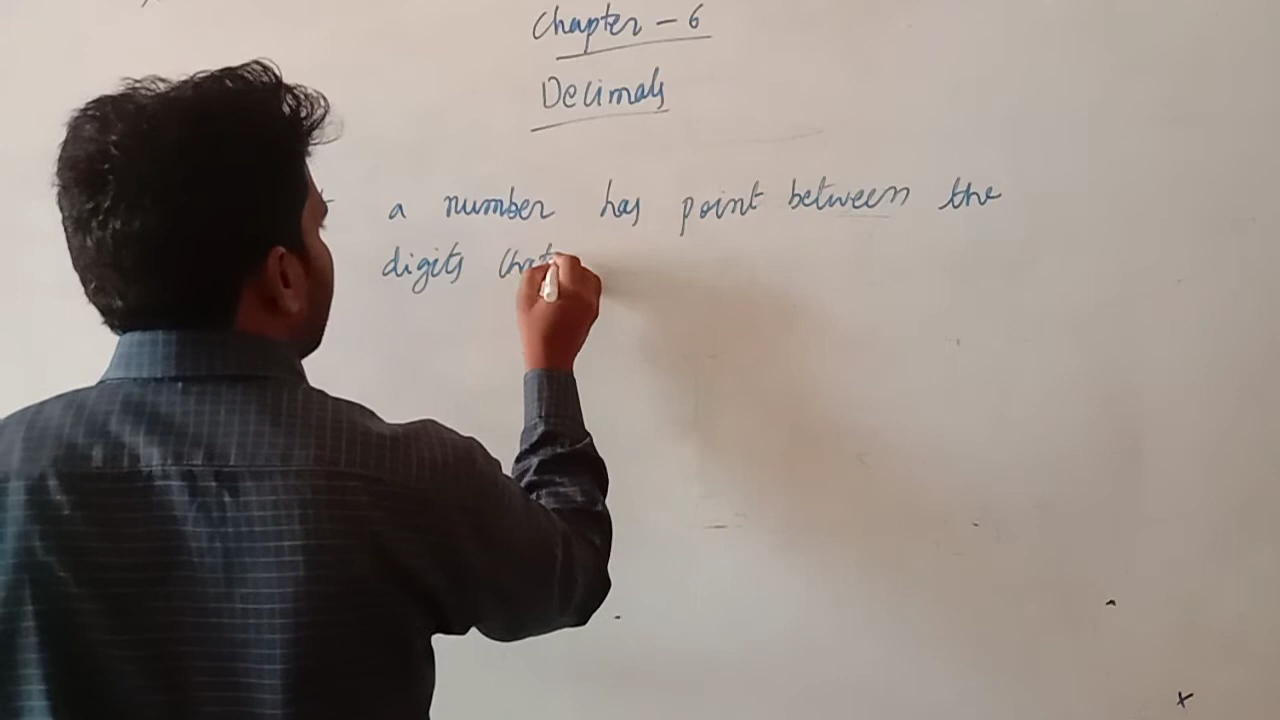 Chapter - 6
Decimals
a number has point between the
digits